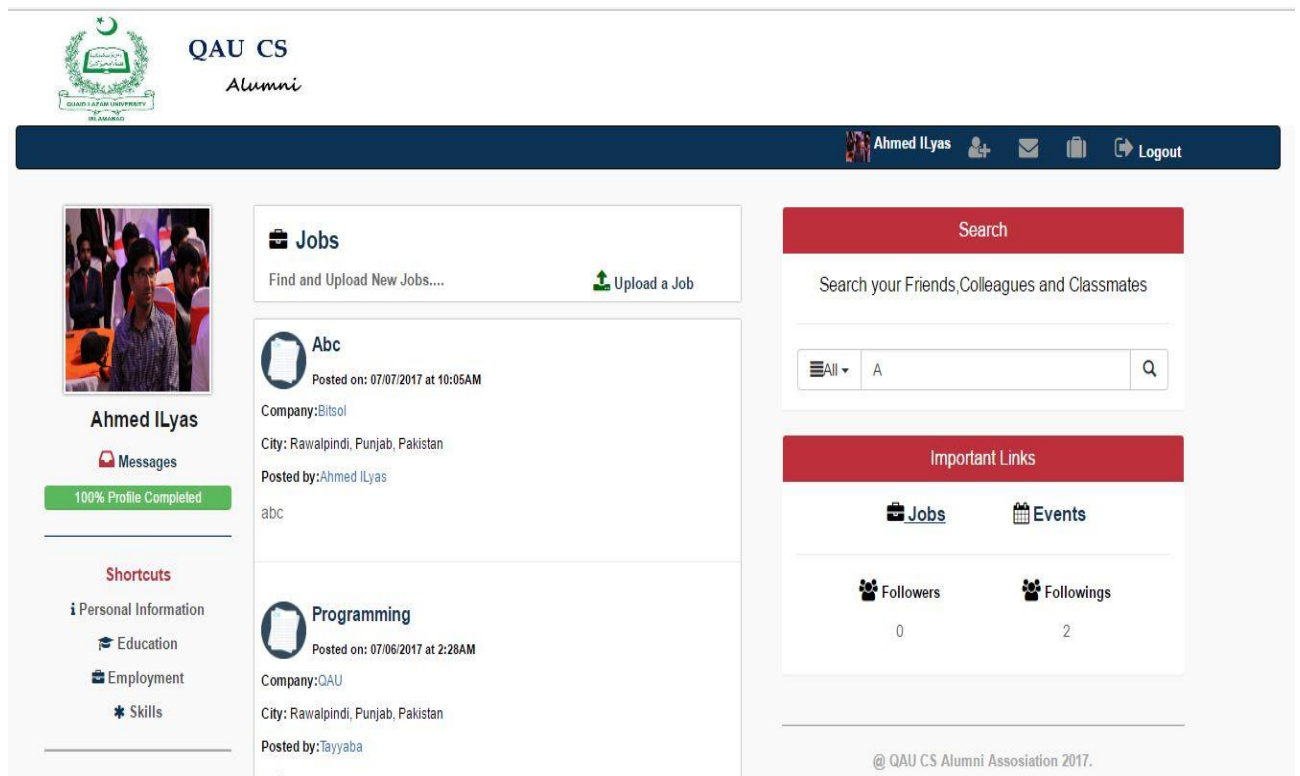 QAU CS
Alumni
QUAID-I-AZAM UNIVERSITY
ISLAMABAD
Ahmed ILyas
Logout
Ahmed ILyas
Messages
100% Profile Completed
Shortcuts
Personal Information
Education
Employment
Skills
Jobs
Find and Upload New Jobs....
Upload a Job
Abc
Posted on: 07/07/2017 at 10:05AM
Company:Bitsol
City: Rawalpindi, Punjab, Pakistan
Posted by:Ahmed ILyas
abc
Programming
Posted on: 07/06/2017 at 2:28AM
Company:QAU
City: Rawalpindi, Punjab, Pakistan
Posted by:Tayyaba
Search
Search your Friends,Colleagues and Classmates
All
A
Important Links
Jobs
Events
Followers
Followings
0
2
@ QAU CS Alumni Assosiation 2017.